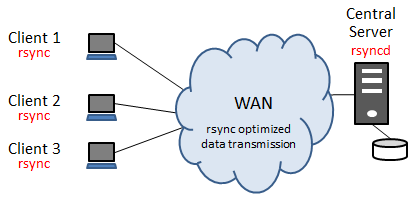 Client 1
rsync
Client 2
rsync
Client 3
rsync
WAN
rsync optimized
data transmission
Central
Server
rsyncd